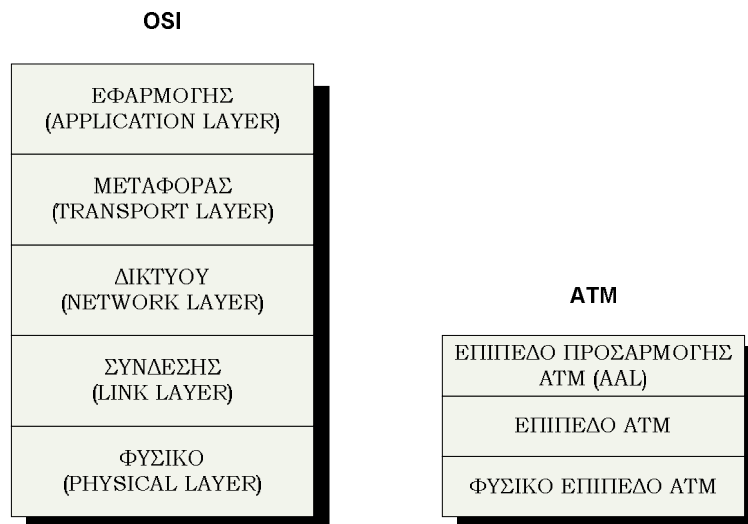 OSI
ΕΦΑΡΜΟΓΗΣ
(APPLICATION LAYER)
ΜΕΤΑΦΟΡΑΣ
(TRANSPORT LAYER)
ΔΙΚΤΥΟΥ
(NETWORK LAYER)
ΣΥΝΔΕΣΗΣ
(LINK LAYER)
ΦΥΣΙΚΟ
(PHYSICAL LAYER)
ATM
ΕΠΙΠΕΔΟ ΠΡΟΣΑΡΜΟΓΗΣ
ATM (AAL)
ΕΠΙΠΕΔΟ ATM
ΦΥΣΙΚΟ ΕΠΙΠΕΔΟ ATM